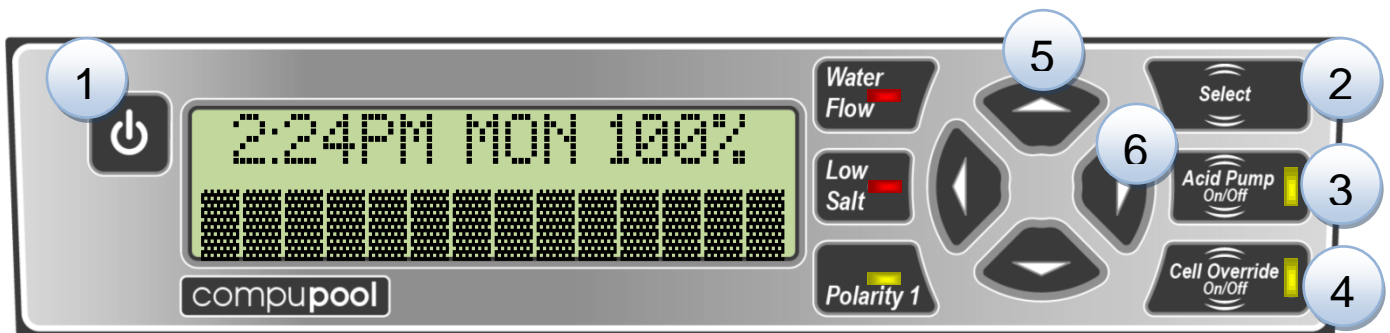 1
2:24PM MON 100%
compupool
Water
Flow
Low
Salt
Polarity 1
5
6
Select
2
Acid Pump
On/Off
3
Cell Override
On/Off
4